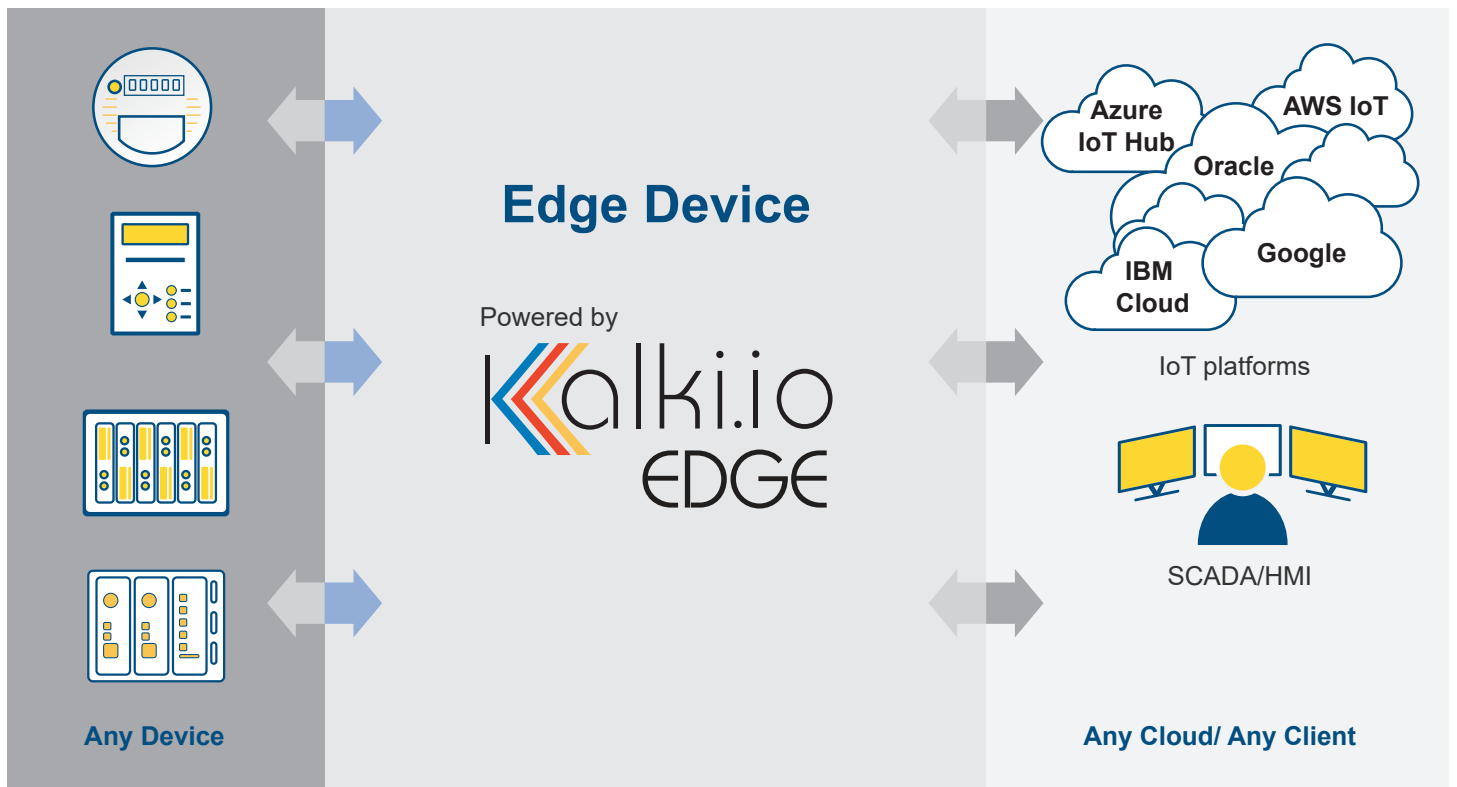 Azure
IoT Hub
AWS IoT
Oracle
Google
IBM
Cloud
IoT platforms
SCADA/HMI
Edge Device
Powered by
Kalki.io
EDGE
Any Device
Any Cloud/ Any Client